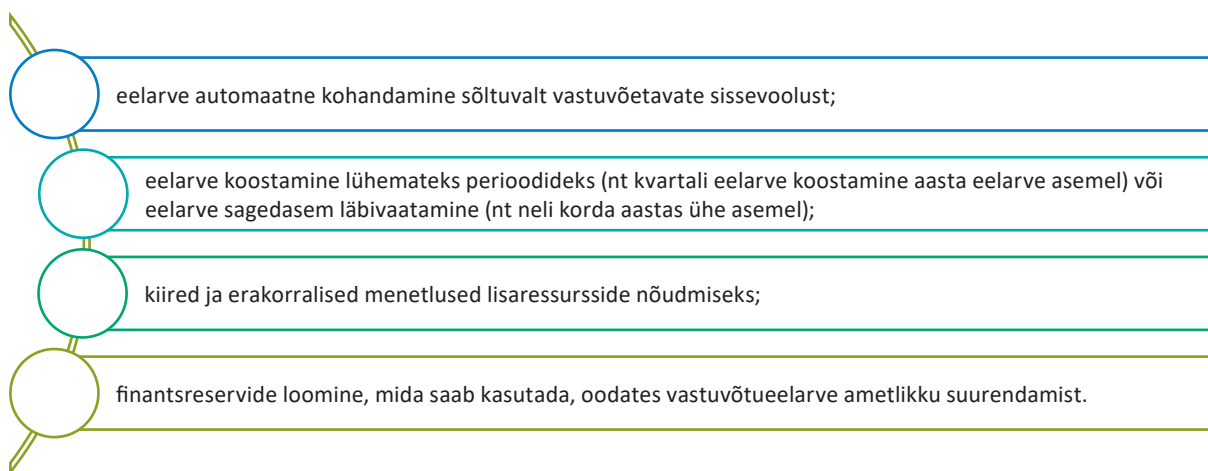 eelarve automaatne kohandamine sõltuvalt vastuvõetavate sissevoolust;
eelarve koostamine lühemateks perioodideks (nt kvartali eelarve koostamine aasta eelarve asemel) või
eelarve sagedasem läbivaatamine (nt neli korda aastas ühe asemel);
kiired ja erakorralised menetlused lisaressursside nõudmiseks;
finantsreservide loomine, mida saab kasutada, oodates vastuvõtueelarve ametlikku suurendamist.